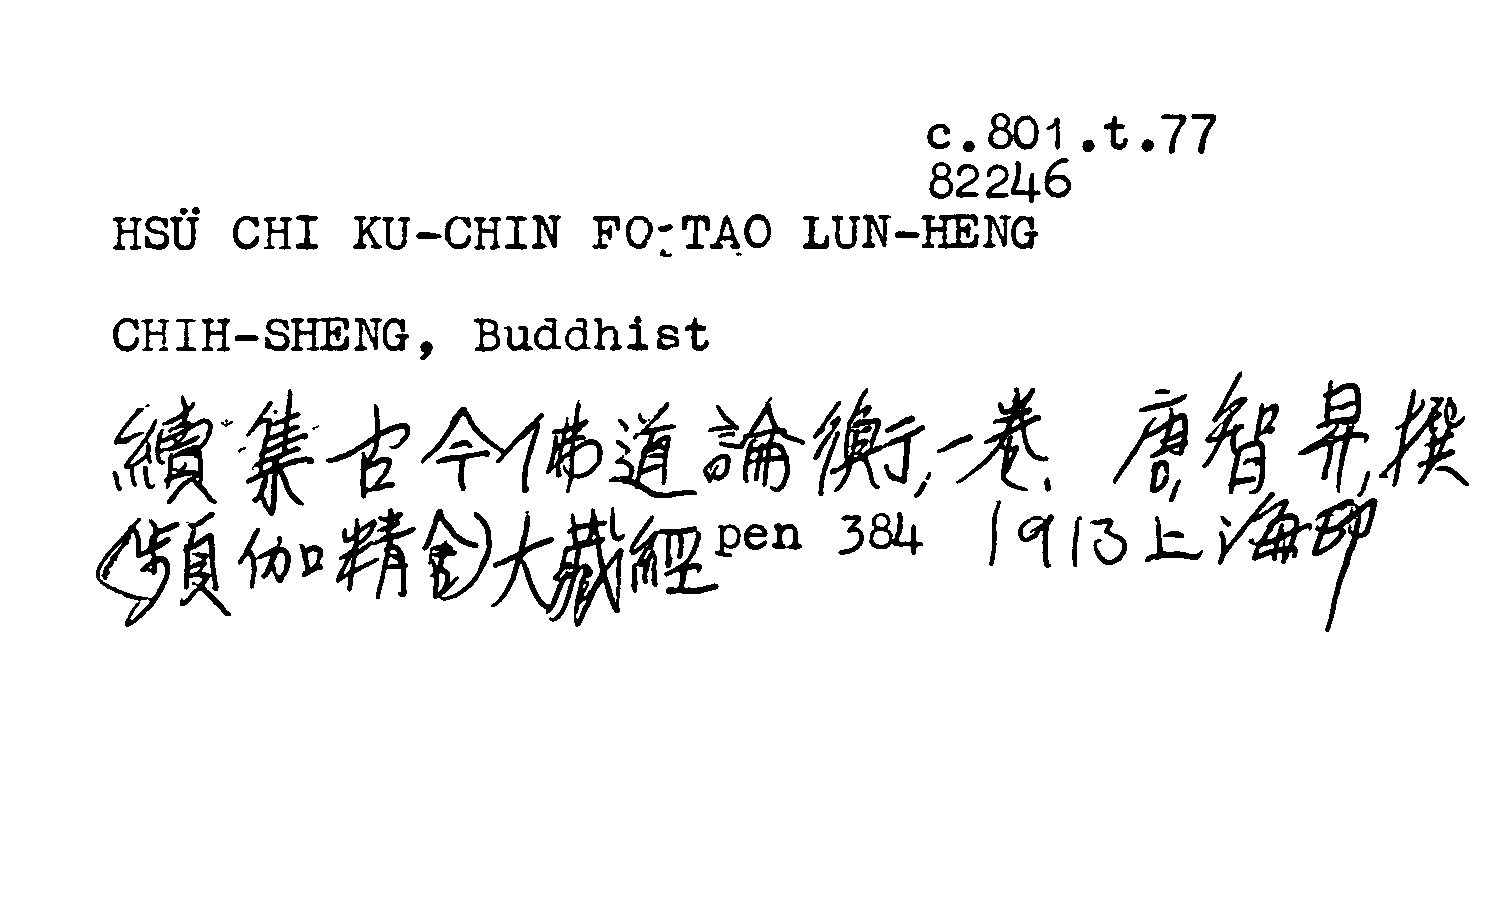 c.801.t.77
82246
HSÜ CHI KU-CHIN FO-TAO LUN-HENG
CHIH-SHENG, Buddhist
續集古今佛道論衡, 一卷. 唐, 智昇, 撰
(頻伽精舍)大藏經 pen 384 1913上海印